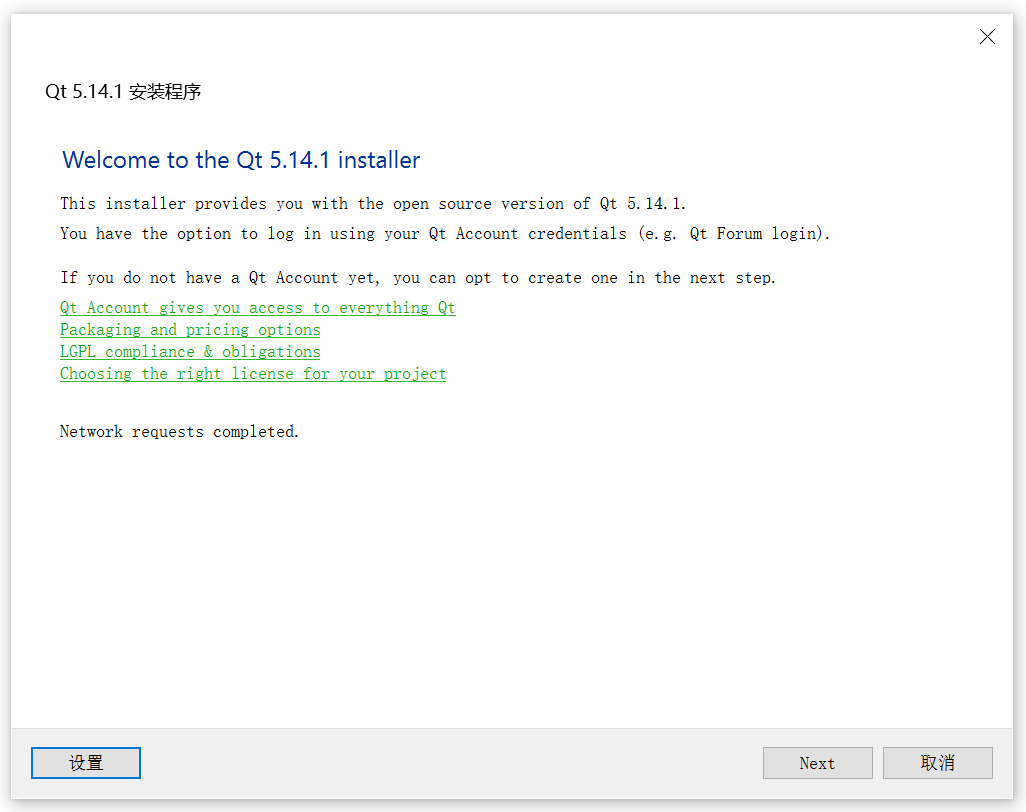 Qt 5.14.1 安装程序
Welcome to the Qt 5.14.1 installer
This installer provides you with the open source version of Qt 5.14.1.
You have the option to log in using your Qt Account credentials (e.g. Qt Forum login).
If you do not have a Qt Account yet, you can opt to create one in the next step.
Qt Account gives you access to everything Qt
Packaging and pricing options
LGPL compliance & obligations
Choosing the right license for your project
Network requests completed.
设置
Next
取消